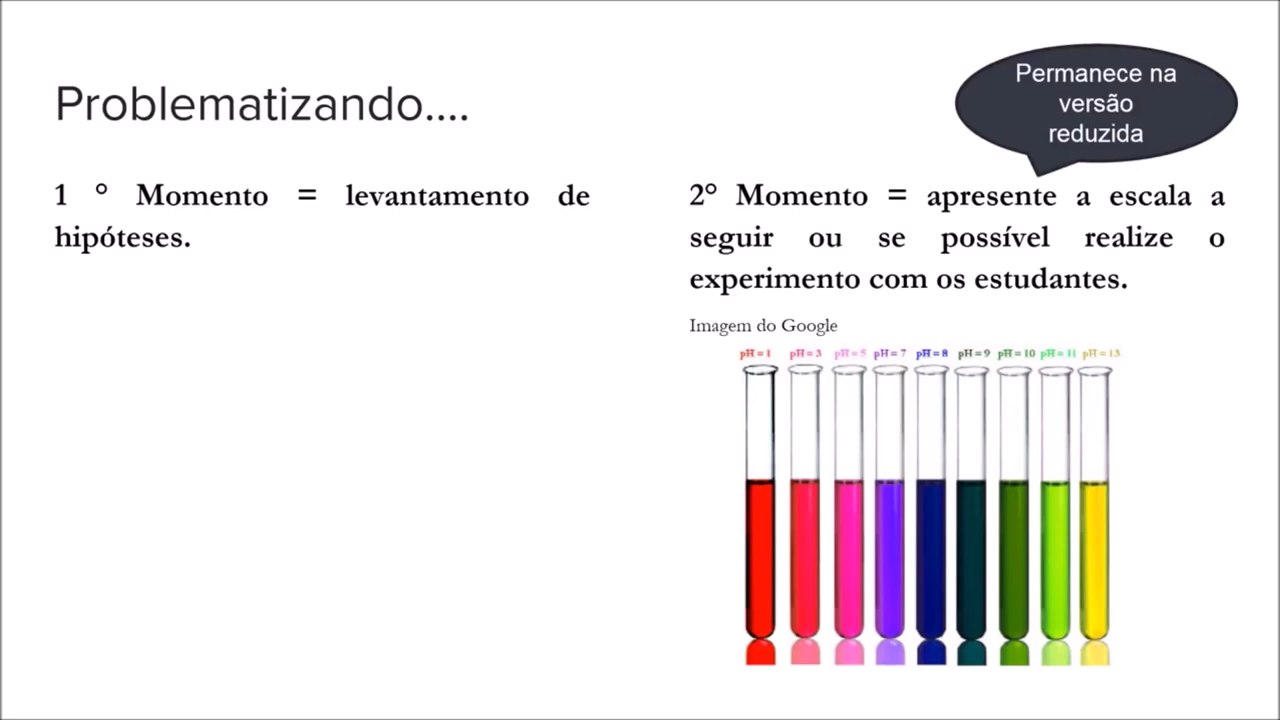 Problematizando....
Permanece na
versão
reduzida
1 ° Momento = levantamento de
hipóteses.
2° Momento = apresente a escala a
seguir ou se possível realize o
experimento com os estudantes.
Imagem do Google
pH = 1 pH = 3 pH = 5 pH = 7 pH = 8 pH = 9 pH = 10 pH = 11 pH = 13